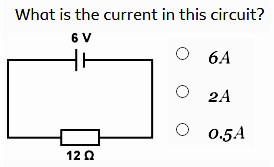 What is the current in this circuit?
6 V
6A
2A
0.5A
12 Ω